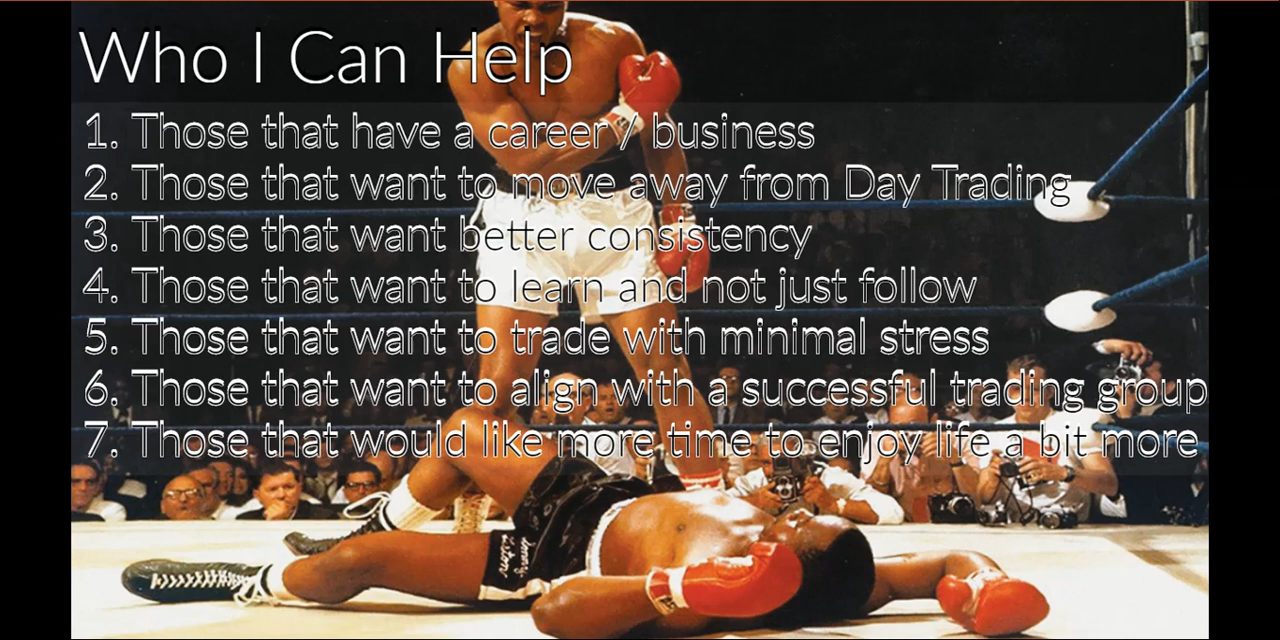 Who I Can Help
1. Those that have a career / business
2. Those that want to move away from Day Trading
3. Those that want better consistency
4. Those that want to learn and not just follow
5. Those that want to trade with minimal stress
6. Those that want to align with a successful trading group
7. Those that would like more time to enjoy life a bit more